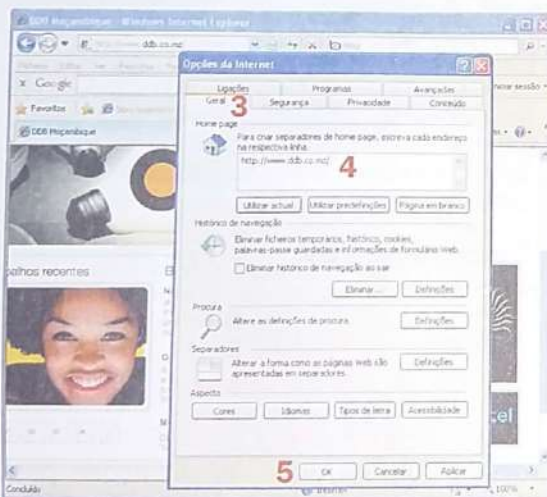 DDB Moçambique - Windows Internet Explorer
ddb.co.mz
x Google
Favoritos
DDB Moçambique
Opções da Internet
Ligações Programas Avançadas
Geral 3 Segurança Privacidade Conteúdo
Home page
Para criar separadores de home page, escreva cada endereço
na respectiva linha.
http://www.ddb.co.mz/ 4
Utilizar actual Utilizar predefinições Página em branco
Histórico de navegação
Eliminar ficheiros temporários, histórico, cookies,
palavras-passe guardadas e informações de formulário Web.
Eliminar histórico de navegação ao sair
Eliminar... Definições
Procura
Altere as definições de procura. Definições
Separadores
Alterar a forma como as páginas Web são Definições
apresentadas em separadores.
Aspecto
Cores Idiomas Tipos de letra Acessibilidade
5 OK Cancelar Aplicar
alhos recentes
cel
Concluído
100%